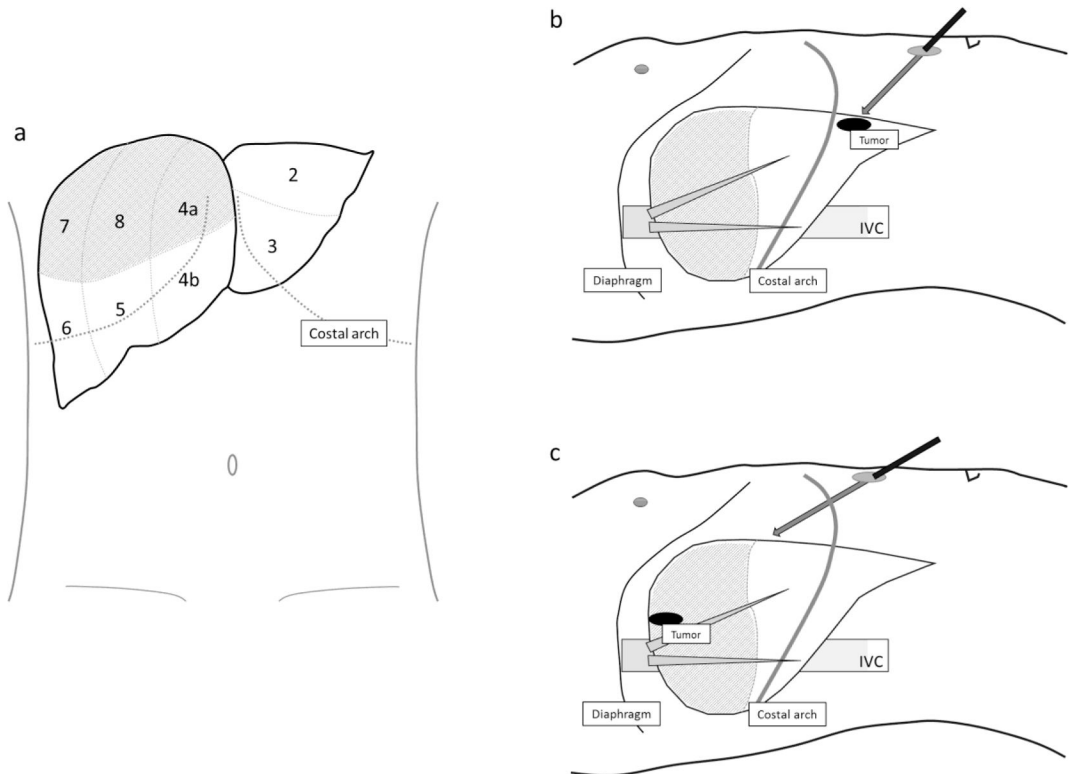 a
2
7
8
4a
3
4b
5
6
Costal arch
b
Tumor
IVC
Diaphragm
Costal arch
c
Tumor
IVC
Diaphragm
Costal arch